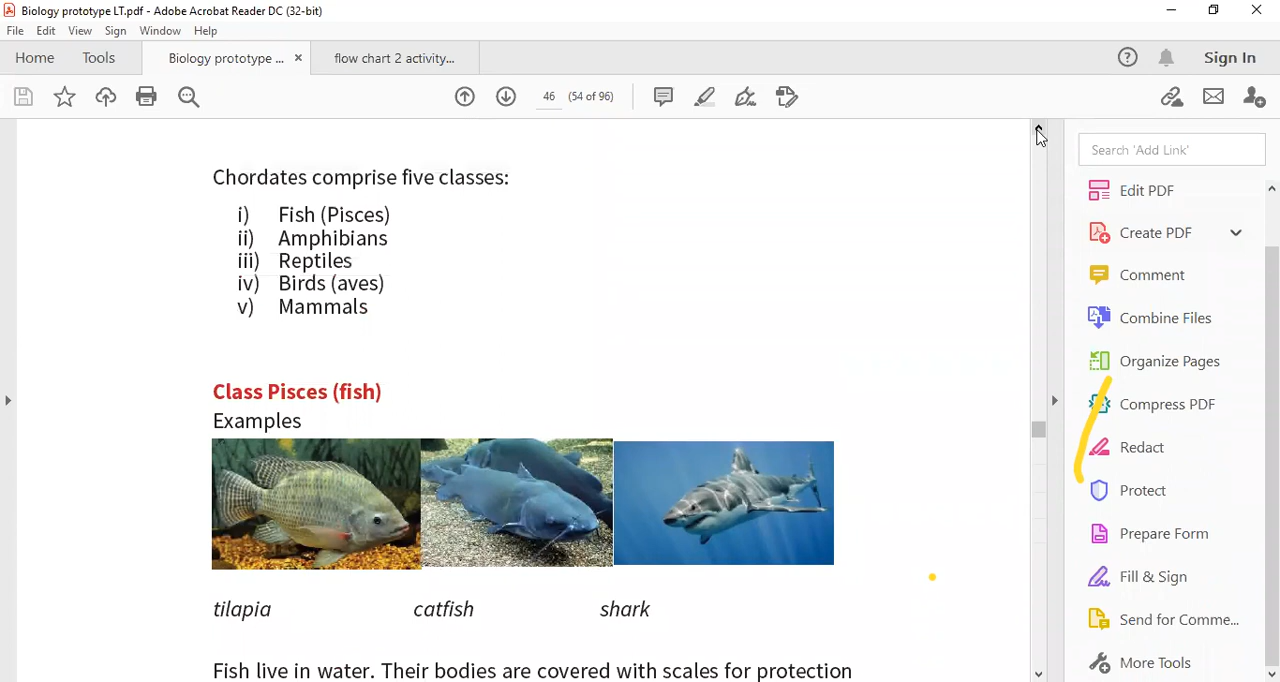 Biology prototype LT.pdf - Adobe Acrobat Reader DC (32-bit)
File Edit View Sign Window Help
Home Tools Biology prototype ... × flow chart 2 activity... Sign In
46 (54 of 96)
Search 'Add Link'
Edit PDF
Create PDF
Comment
Combine Files
Organize Pages
Compress PDF
Redact
Protect
Prepare Form
Fill & Sign
Send for Comme...
More Tools
Chordates comprise five classes:
i) Fish (Pisces)
ii) Amphibians
iii) Reptiles
iv) Birds (aves)
v) Mammals
Class Pisces (fish)
Examples
tilapia catfish shark
Fish live in water. Their bodies are covered with scales for protection